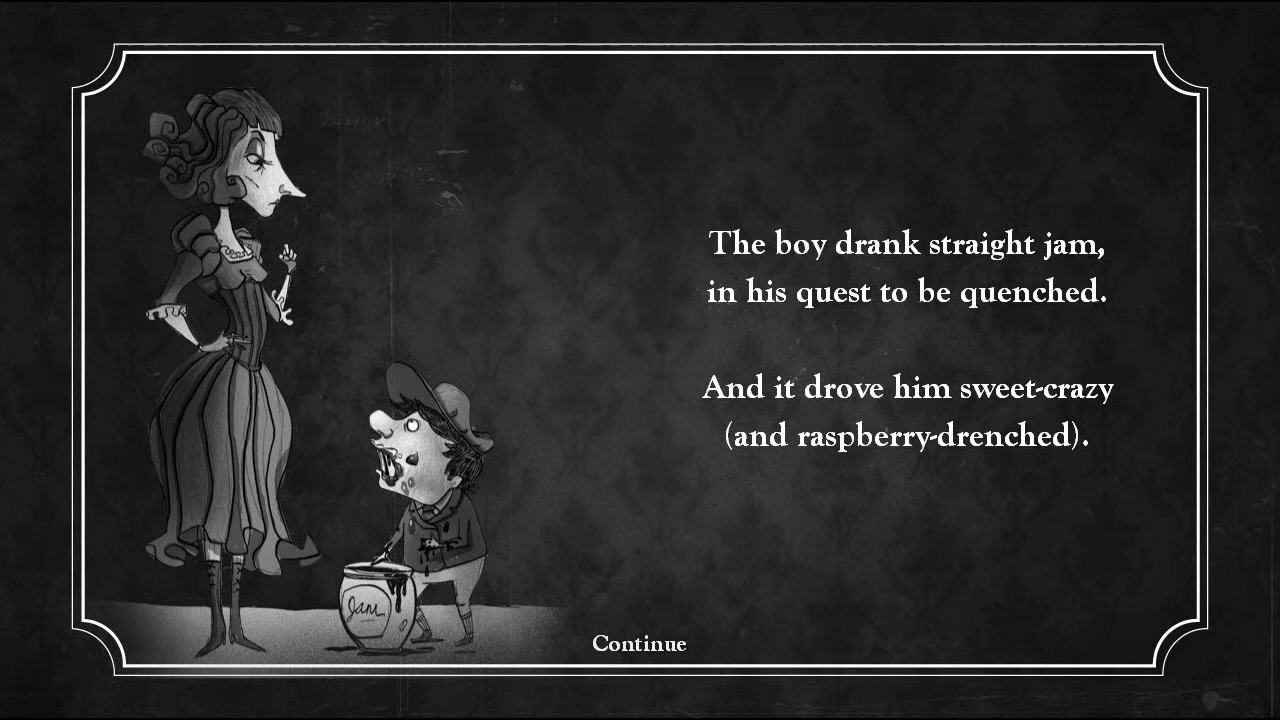 The boy drank straight jam,
in his quest to be quenched.
And it drove him sweet-crazy
(and raspberry-drenched).
Jam
Continue